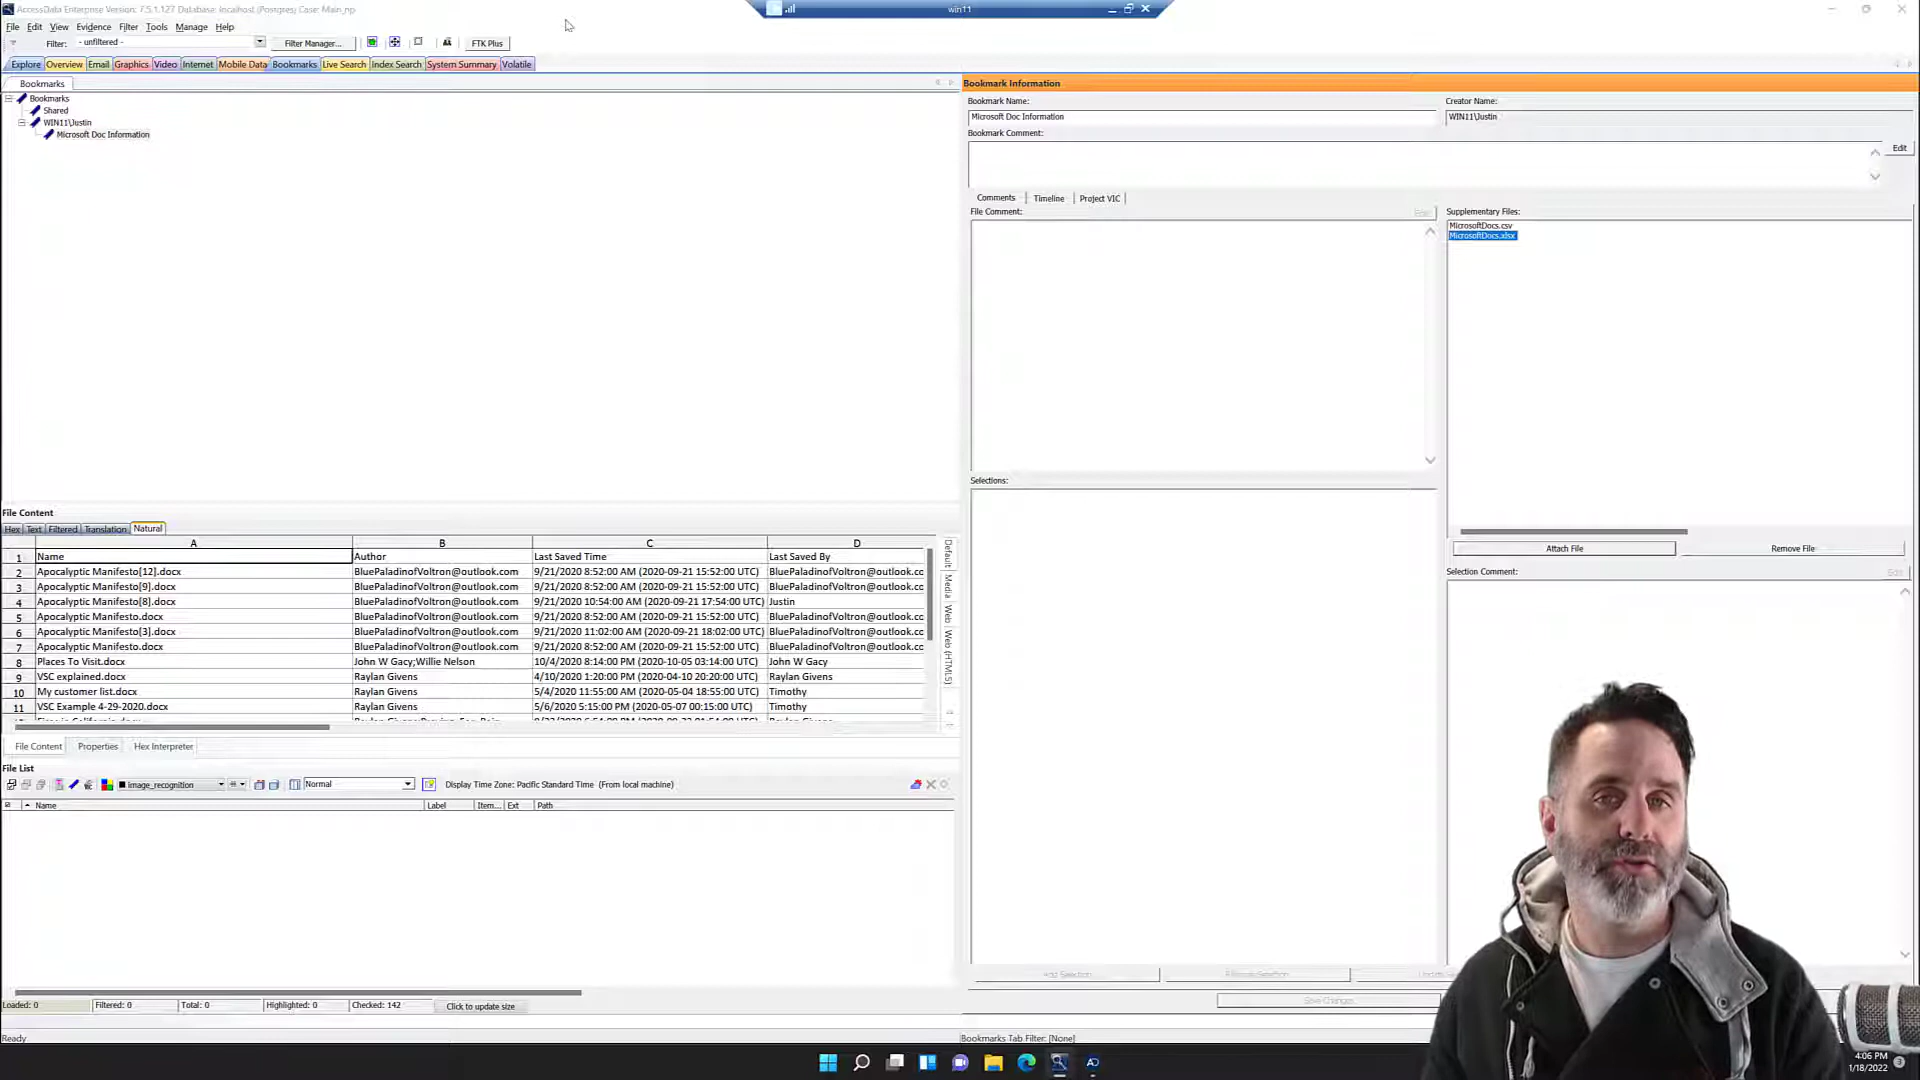 AccessData Enterprise Version: 7.5.1.127 Database: localhost (Postgres) Case: Main_np
win11
File Edit View Evidence Filter Tools Manage Help
Filter: - unfiltered - Filter Manager... FTK Plus
Explore Overview Email Graphics Video Internet Mobile Data Bookmarks Live Search Index Search System Summary Volatile
Bookmarks
Bookmarks
Shared
WIN11\Justin
Microsoft Doc Information
Bookmark Information
Bookmark Name: Creator Name:
Microsoft Doc Information WIN11\Justin
Bookmark Comment:
Edit
Comments Timeline Project VIC
File Comment: Supplementary Files:
MicrosoftDocs.csv
MicrosoftDocs.xlsx
Selections:
Attach File Remove File
Selection Comment:
File Content
Hex Text Filtered Translation Natural
A B C D
1 Name Author Last Saved Time Last Saved By
2 Apocalyptic Manifesto[12].docx BluePaladinofVoltron@outlook.com 9/21/2020 8:52:00 AM (2020-09-21 15:52:00 UTC) BluePaladinofVoltron@outlook.cc
3 Apocalyptic Manifesto[9].docx BluePaladinofVoltron@outlook.com 9/21/2020 8:52:00 AM (2020-09-21 15:52:00 UTC) BluePaladinofVoltron@outlook.cc
4 Apocalyptic Manifesto[8].docx BluePaladinofVoltron@outlook.com 9/21/2020 10:54:00 AM (2020-09-21 17:54:00 UTC) Justin
5 Apocalyptic Manifesto.docx BluePaladinofVoltron@outlook.com 9/21/2020 8:52:00 AM (2020-09-21 15:52:00 UTC) BluePaladinofVoltron@outlook.cc
6 Apocalyptic Manifesto[3].docx BluePaladinofVoltron@outlook.com 9/21/2020 11:02:00 AM (2020-09-21 18:02:00 UTC) BluePaladinofVoltron@outlook.cc
7 Apocalyptic Manifesto.docx BluePaladinofVoltron@outlook.com 9/21/2020 8:52:00 AM (2020-09-21 15:52:00 UTC) BluePaladinofVoltron@outlook.cc
8 Places To Visit.docx John W Gacy;Willie Nelson 10/4/2020 8:14:00 PM (2020-10-05 03:14:00 UTC) John W Gacy
9 VSC explained.docx Raylan Givens 4/10/2020 1:20:00 PM (2020-04-10 20:20:00 UTC) Raylan Givens
10 My customer list.docx Raylan Givens 5/4/2020 11:55:00 AM (2020-05-04 18:55:00 UTC) Timothy
11 VSC Example 4-29-2020.docx Raylan Givens 5/6/2020 5:15:00 PM (2020-05-07 00:15:00 UTC) Timothy
Default
Media
Web
Web (HTML5)
File Content Properties Hex Interpreter
File List
image_recognition Normal Display Time Zone: Pacific Standard Time (From local machine)
Name Label Item... Ext Path
Add Selection Save Changes...
Loaded: 0 Filtered: 0 Total: 0 Highlighted: 0 Checked: 142 Click to update size
Ready Bookmarks Tab Filter: [None]
4:06 PM
1/18/2022